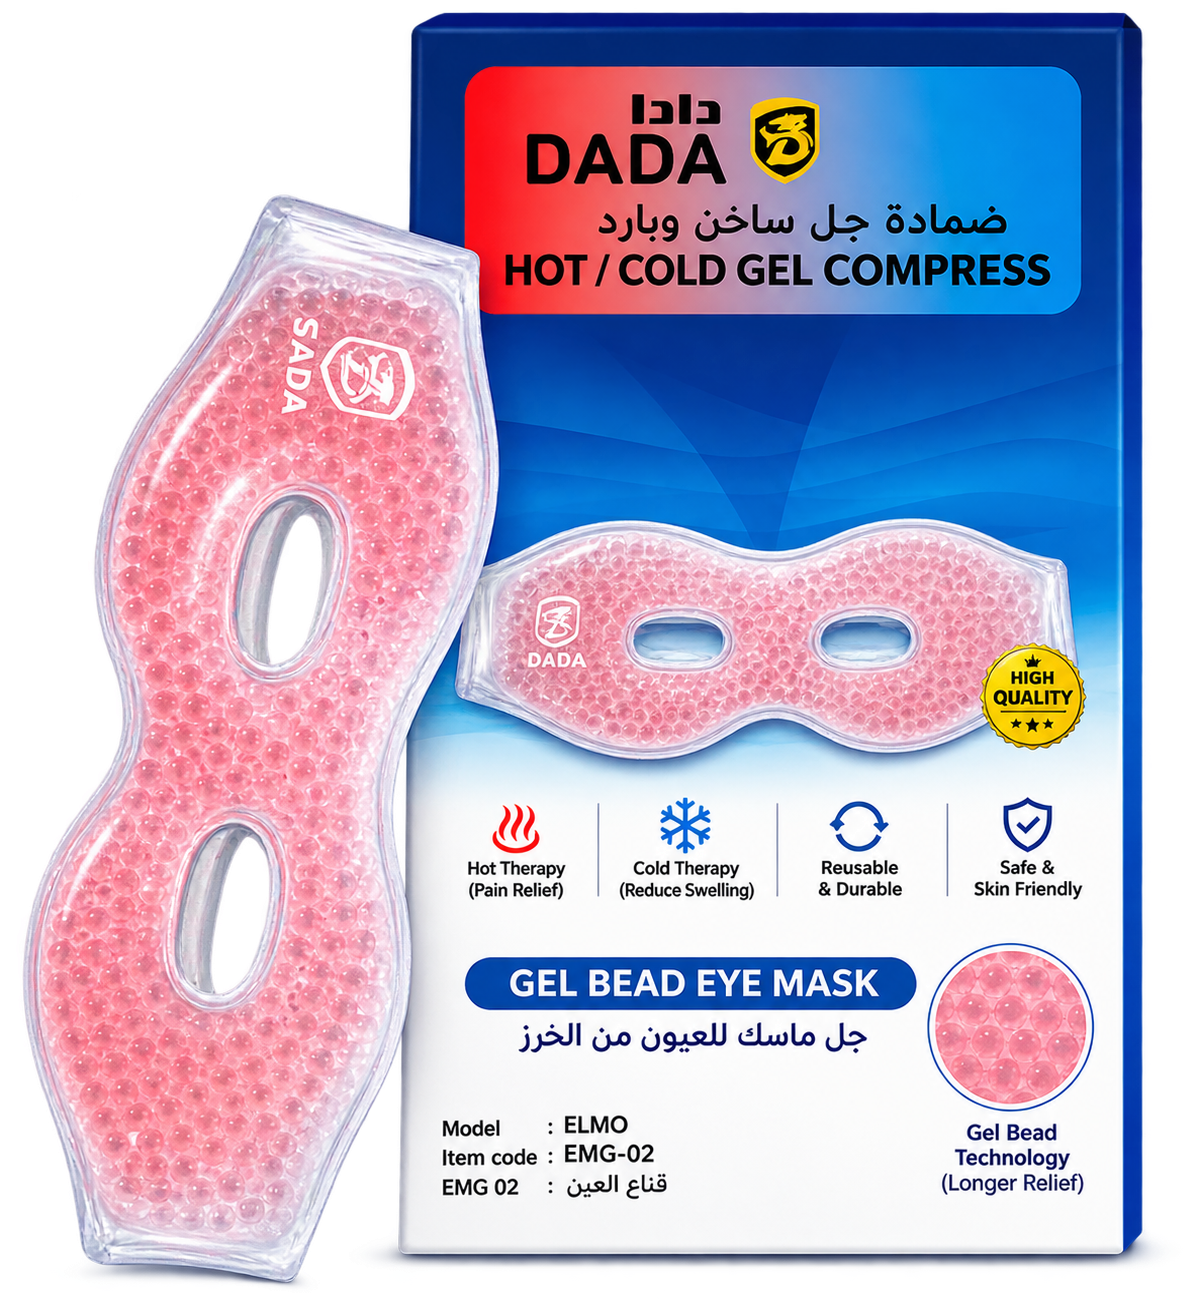 دادا
DADA
ضمادة جل ساخن وبارد
HOT / COLD GEL COMPRESS
SADA
DADA
HIGH
QUALITY
Hot Therapy
(Pain Relief)
Cold Therapy
(Reduce Swelling)
Reusable
& Durable
Safe &
Skin Friendly
GEL BEAD EYE MASK
جل ماسك للعيون من الخرز
Model : ELMO
Item code : EMG-02
EMG 02 : قناع العين
Gel Bead
Technology
(Longer Relief)